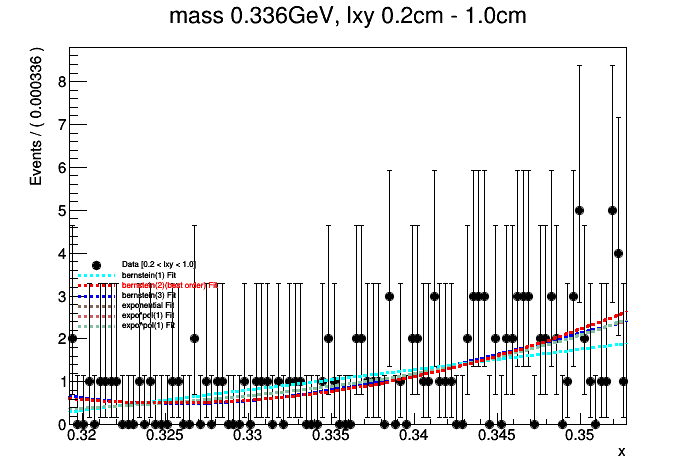 mass 0.336GeV, lxy 0.2cm - 1.0cm
Events / ( 0.000336 )
8
7
6
5
4
3
2
1
0
Data [0.2 < lxy < 1.0]
bernstein(1) Fit
bernstein(2)(best order) Fit
bernstein(3) Fit
exponential Fit
expo*pol(1) Fit
expo*pol(1) Fit
0.32 0.325 0.33 0.335 0.34 0.345 0.35
x